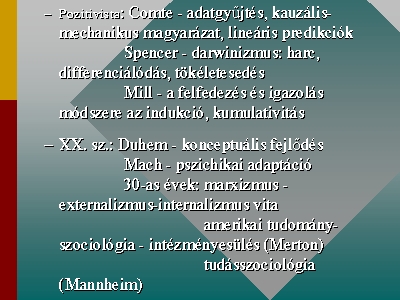 – Pozitivista: Comte - adatgyűjtés, kauzális-
mechanikus magyarázat, lineáris predikciók
Spencer - darwinizmus: harc,
differenciálódás, tökéletesedés
Mill - a felfedezés és igazolás
módszere az indukció, kumulativitás
– XX. sz.: Duhem - konceptuális fejlődés
Mach - pszichikai adaptáció
30-as évek: marxizmus -
externalizmus-internalizmus vita
amerikai tudomány-
szociológia - intézményesülés (Merton)
tudásszociológia
(Mannheim)